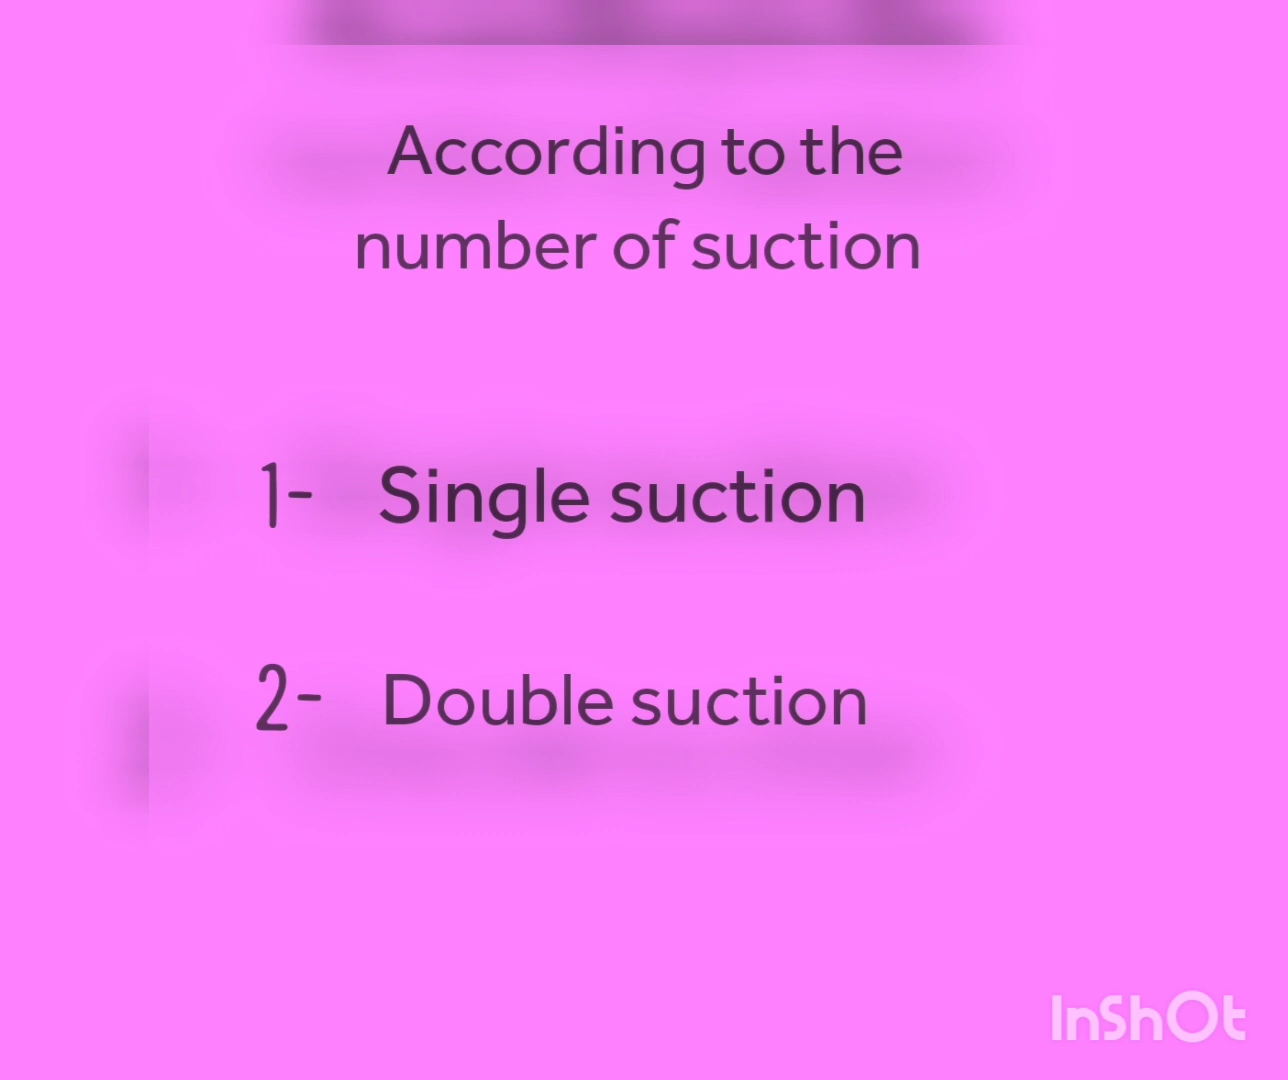 According to the
number of suction
1- Single suction
2- Double suction
InShOt